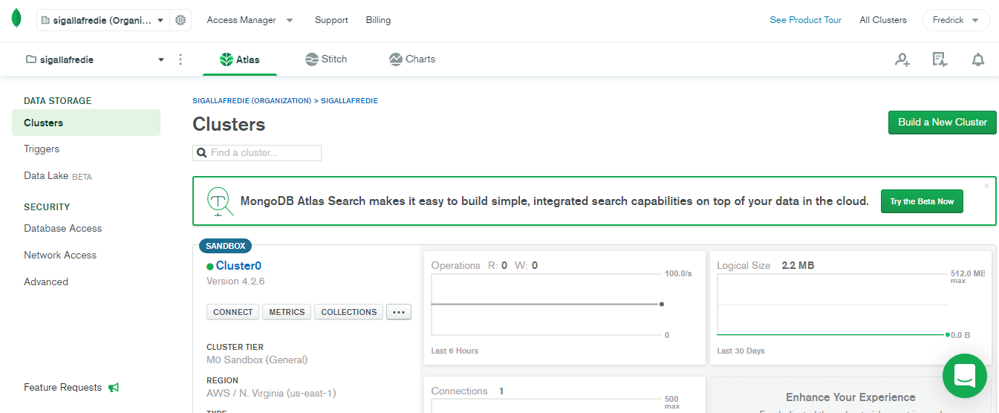 sigallafredie (Organi...
Access Manager
Support
Billing
See Product Tour
All Clusters
Fredrick
sigallafredie
Atlas
Stitch
Charts
DATA STORAGE
Clusters
Triggers
Data Lake BETA
SECURITY
Database Access
Network Access
Advanced
Feature Requests
SIGALLAFREDIE (ORGANIZATION) > SIGALLAFREDIE
Clusters
Build a New Cluster
Find a cluster...
MongoDB Atlas Search makes it easy to build simple, integrated search capabilities on top of your data in the cloud.
Try the Beta Now
SANDBOX
Cluster0
Version 4.2.6
CONNECT
METRICS
COLLECTIONS
...
CLUSTER TIER
M0 Sandbox (General)
REGION
AWS / N. Virginia (us-east-1)
Operations R: 0 W: 0
100.0/s
0
Last 6 Hours
Logical Size 2.2 MB
512.0 MB
max
0.0 B
Last 30 Days
Connections 1
500
max
Enhance Your Experience